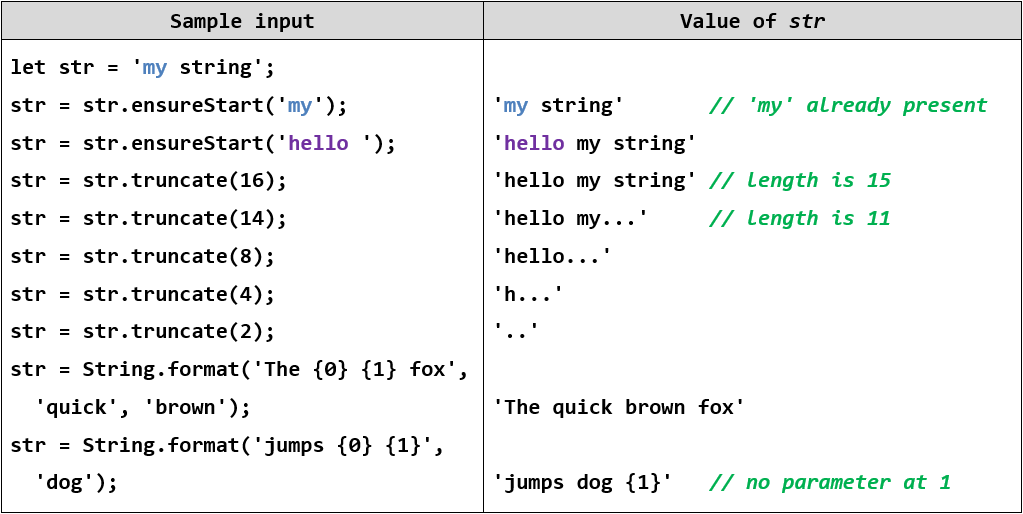 Sample input Value of str
let str = 'my string';
str = str.ensureStart('my'); 'my string' // 'my' already present
str = str.ensureStart('hello '); 'hello my string'
str = str.truncate(16); 'hello my string' // length is 15
str = str.truncate(14); 'hello my...' // length is 11
str = str.truncate(8); 'hello...'
str = str.truncate(4); 'h...'
str = str.truncate(2); '..'
str = String.format('The {0} {1} fox',
'quick', 'brown'); 'The quick brown fox'
str = String.format('jumps {0} {1}',
'dog'); 'jumps dog {1}' // no parameter at 1